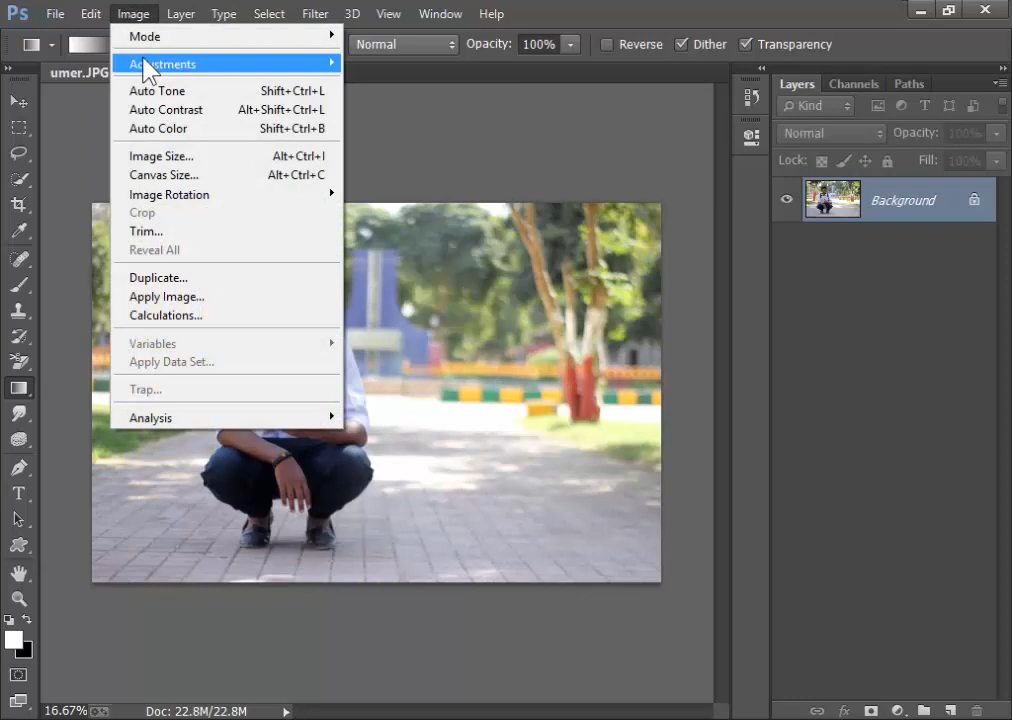 Ps File Edit Image Layer Type Select Filter 3D View Window Help
Normal Opacity: 100% Reverse Dither Transparency
umer.JPG
Mode
Adjustments
Auto Tone Shift+Ctrl+L
Auto Contrast Alt+Shift+Ctrl+L
Auto Color Shift+Ctrl+B
Image Size... Alt+Ctrl+I
Canvas Size... Alt+Ctrl+C
Image Rotation
Crop
Trim...
Reveal All
Duplicate...
Apply Image...
Calculations...
Variables
Apply Data Set...
Trap...
Analysis
Layers Channels Paths
Kind
Normal Opacity: 100%
Lock: Fill: 100%
Background
16.67% Doc: 22.8M/22.8M